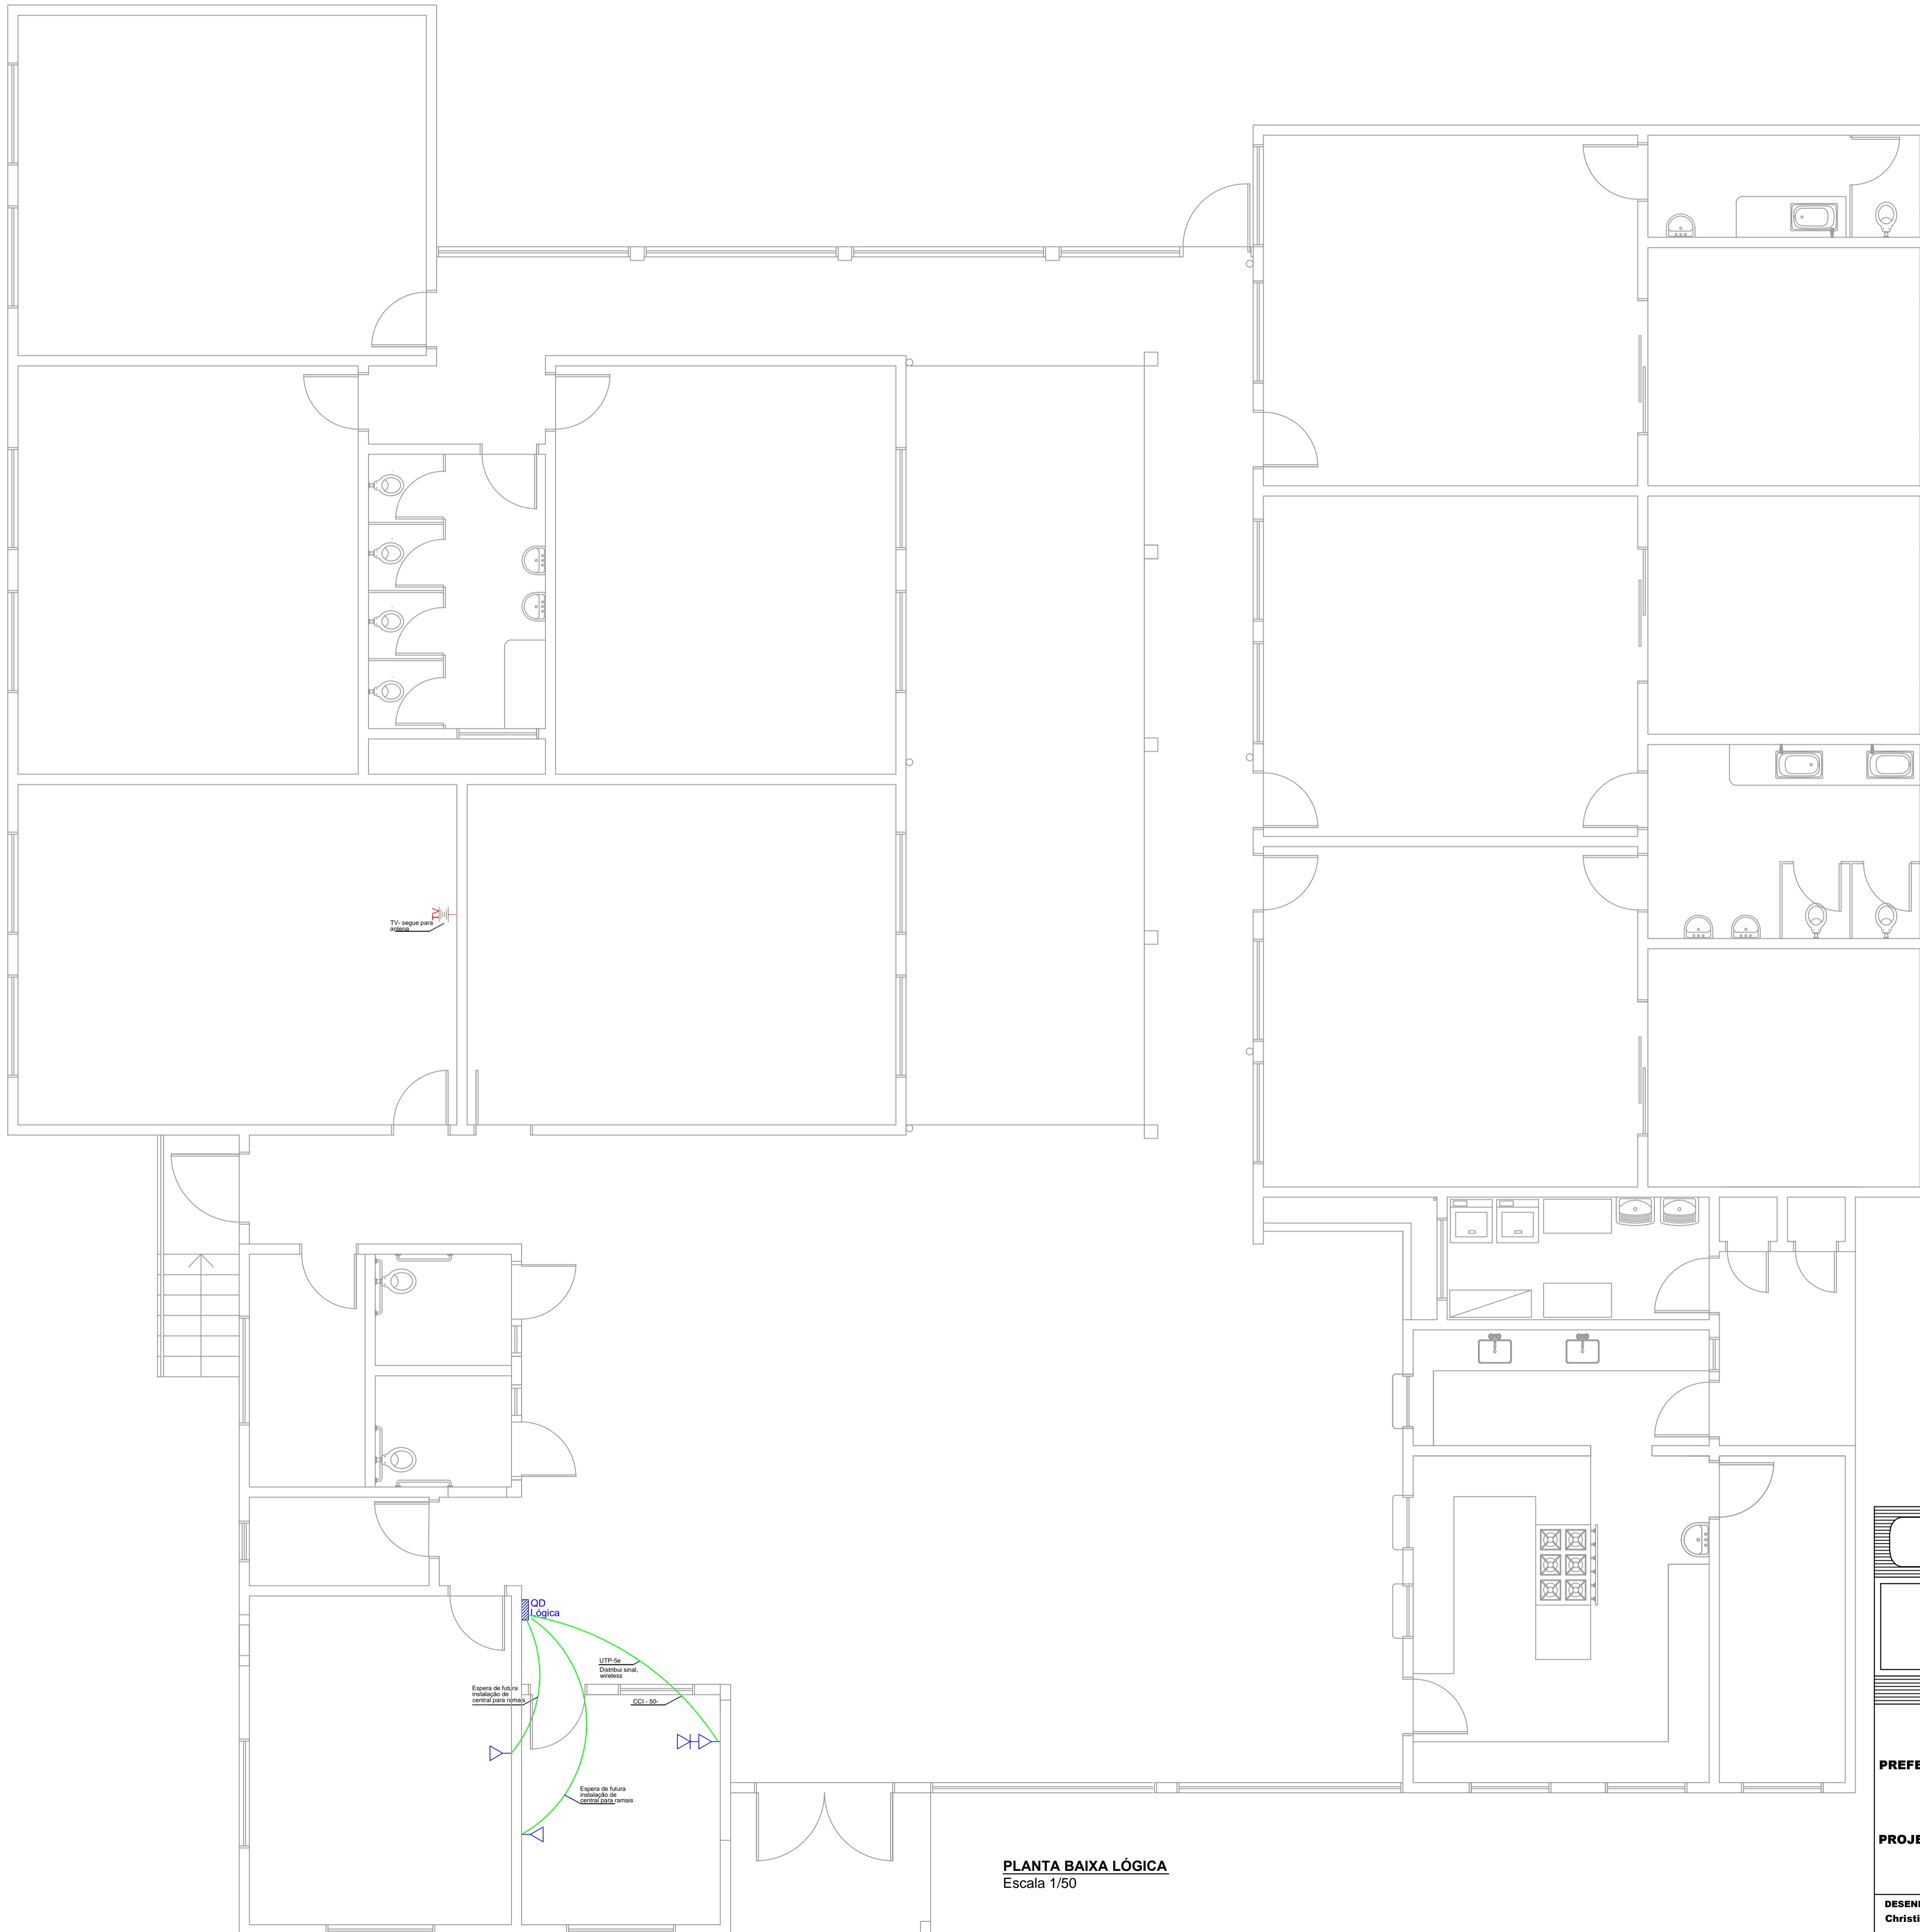 TV
TV- segue para
antena
QD
Lógica
UTP-5e
Distribui sinal,
wireless
Espera de futura
instalação de
central para ramais
CCI - 50-
Espera de futura
instalação de
central para ramais
PLANTA BAIXA LÓGICA
Escala 1/50
PREFE
PROJE
DESEN
Christi